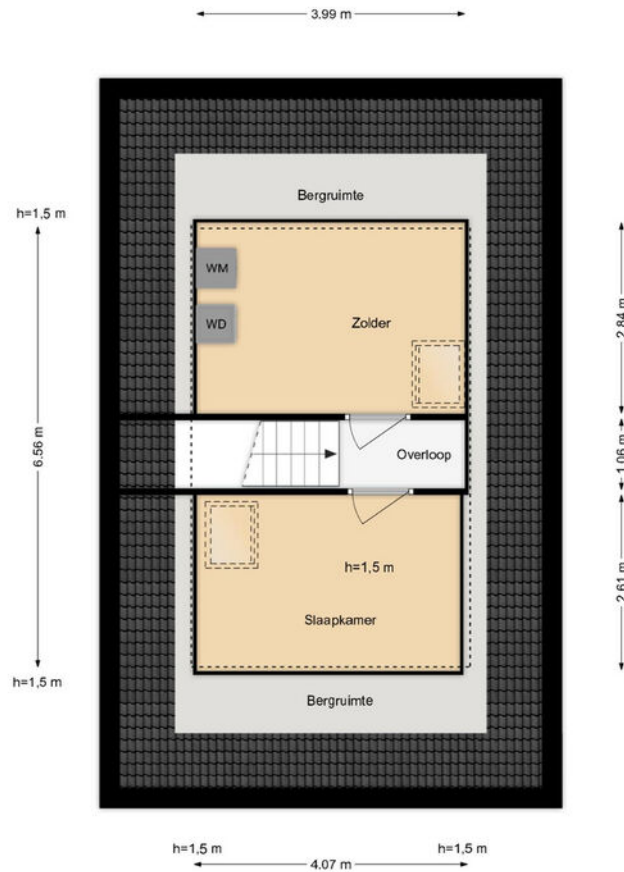 3.99 m
Bergruimte
h=1,5 m
WM
WD
Zolder
2.84 m
6.56 m
Overloop
1.06 m
h=1,5 m
2.61 m
Slaapkamer
h=1,5 m
Bergruimte
h=1,5 m
h=1,5 m
4.07 m